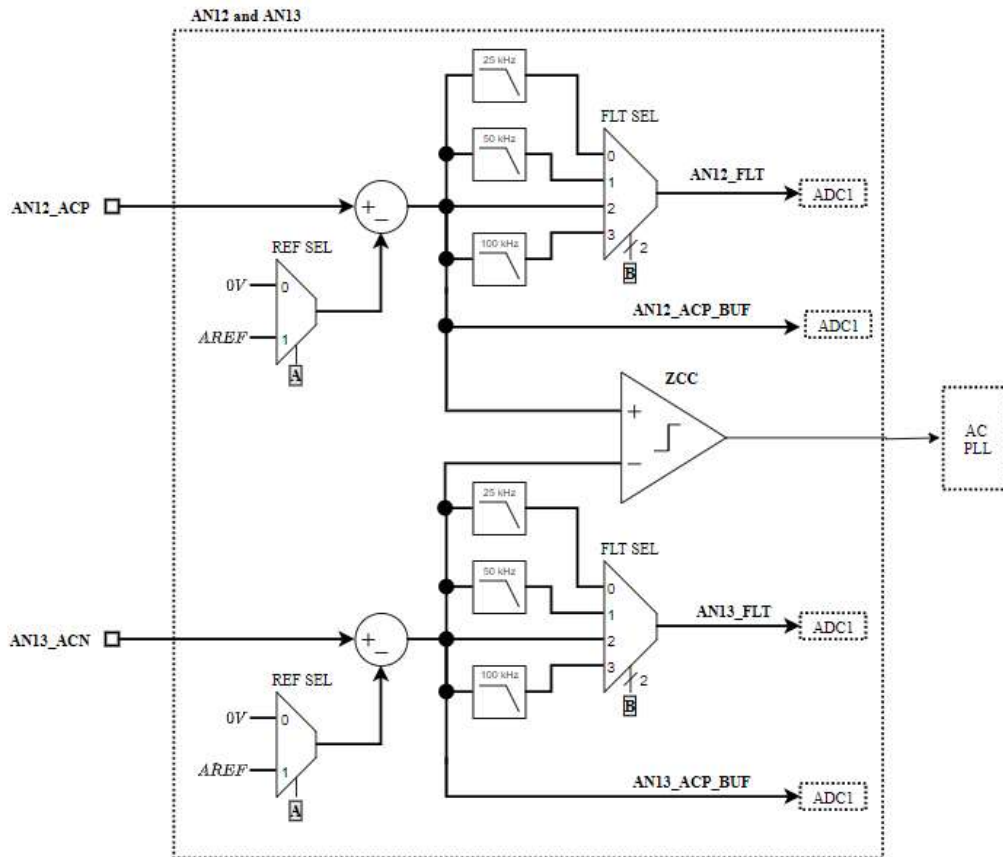 AN12 and AN13
25 kHz
FLT SEL
50 kHz
0
1
2
3
AN12_FLT
ADC1
AN12_ACP
+
−
REF SEL
100 kHz
2
B
0V
0
AREF
1
A
AN12_ACP_BUF
ADC1
ZCC
+
−
AC
PLL
25 kHz
FLT SEL
50 kHz
0
1
2
3
AN13_FLT
ADC1
AN13_ACN
+
−
REF SEL
100 kHz
2
B
0V
0
AREF
1
A
AN13_ACP_BUF
ADC1